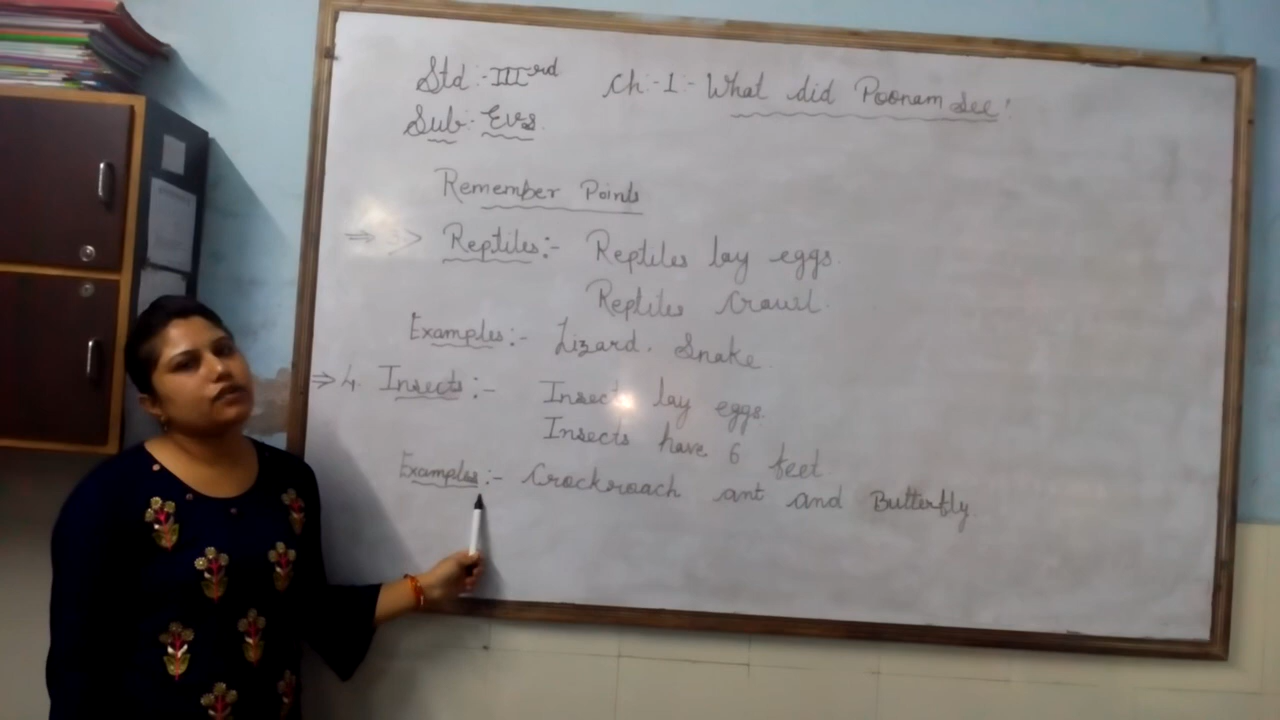 Std:-IIIrd Ch:-1:- What did Poonam See!
Sub:- EVS.
Remember Points
⇒ 3> Reptiles:- Reptiles lay eggs.
Reptiles Crawl.
Examples:- Lizard. Snake.
⇒ 4. Insects:- Insects lay eggs.
Insects have 6 feet
Examples:- Crockroach ant and Butterfly